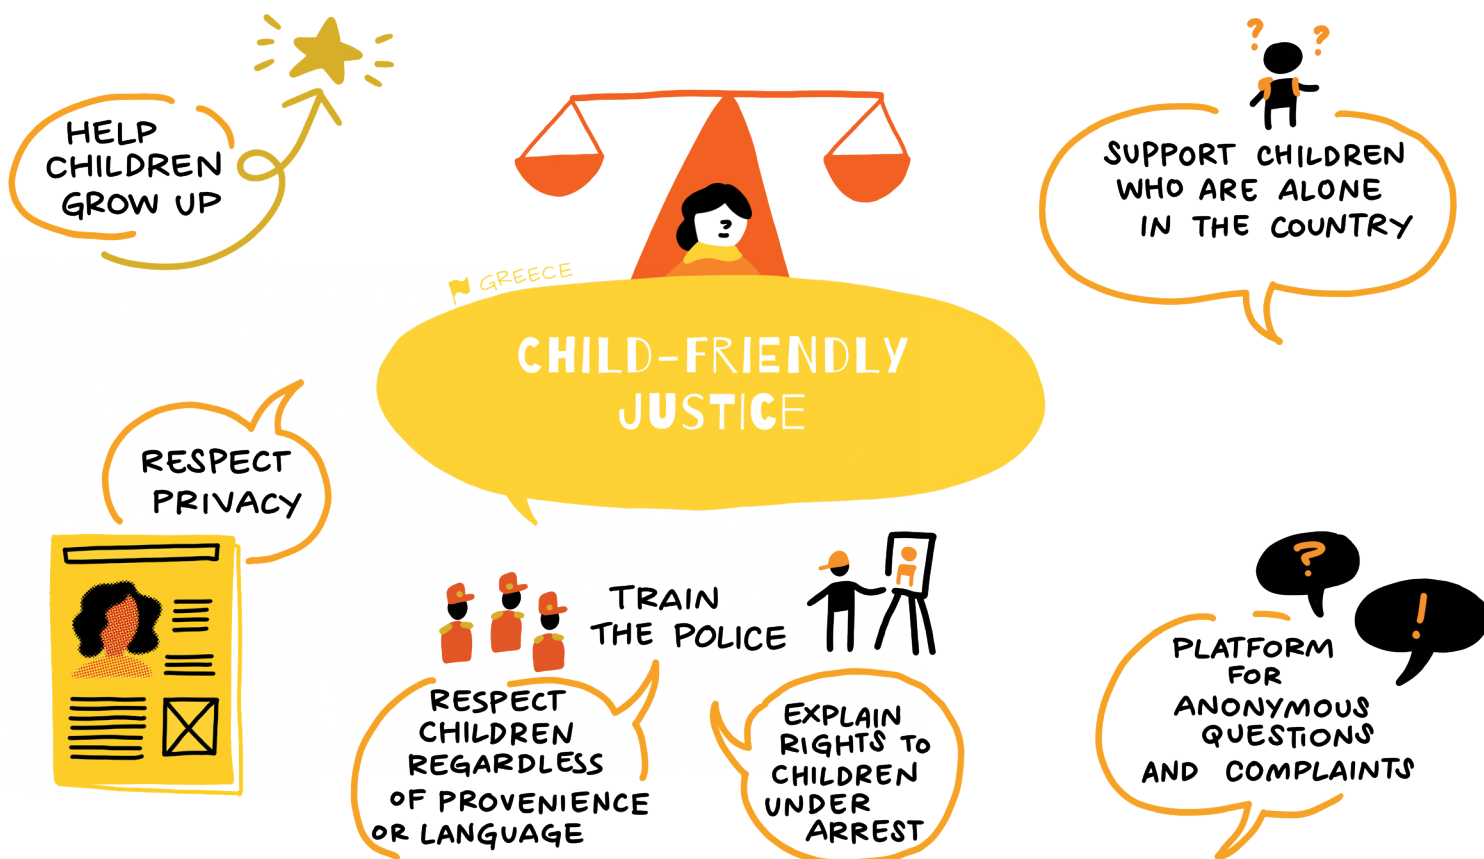 HELP
CHILDREN
GROW UP
SUPPORT CHILDREN
WHO ARE ALONE
IN THE COUNTRY
GREECE
CHILD-FRIENDLY
JUSTICE
RESPECT
PRIVACY
TRAIN
THE POLICE
RESPECT
CHILDREN
REGARDLESS
OF PROVENIENCE
OR LANGUAGE
EXPLAIN
RIGHTS TO
CHILDREN
UNDER
ARREST
?
!
PLATFORM
FOR
ANONYMOUS
QUESTIONS
AND COMPLAINTS